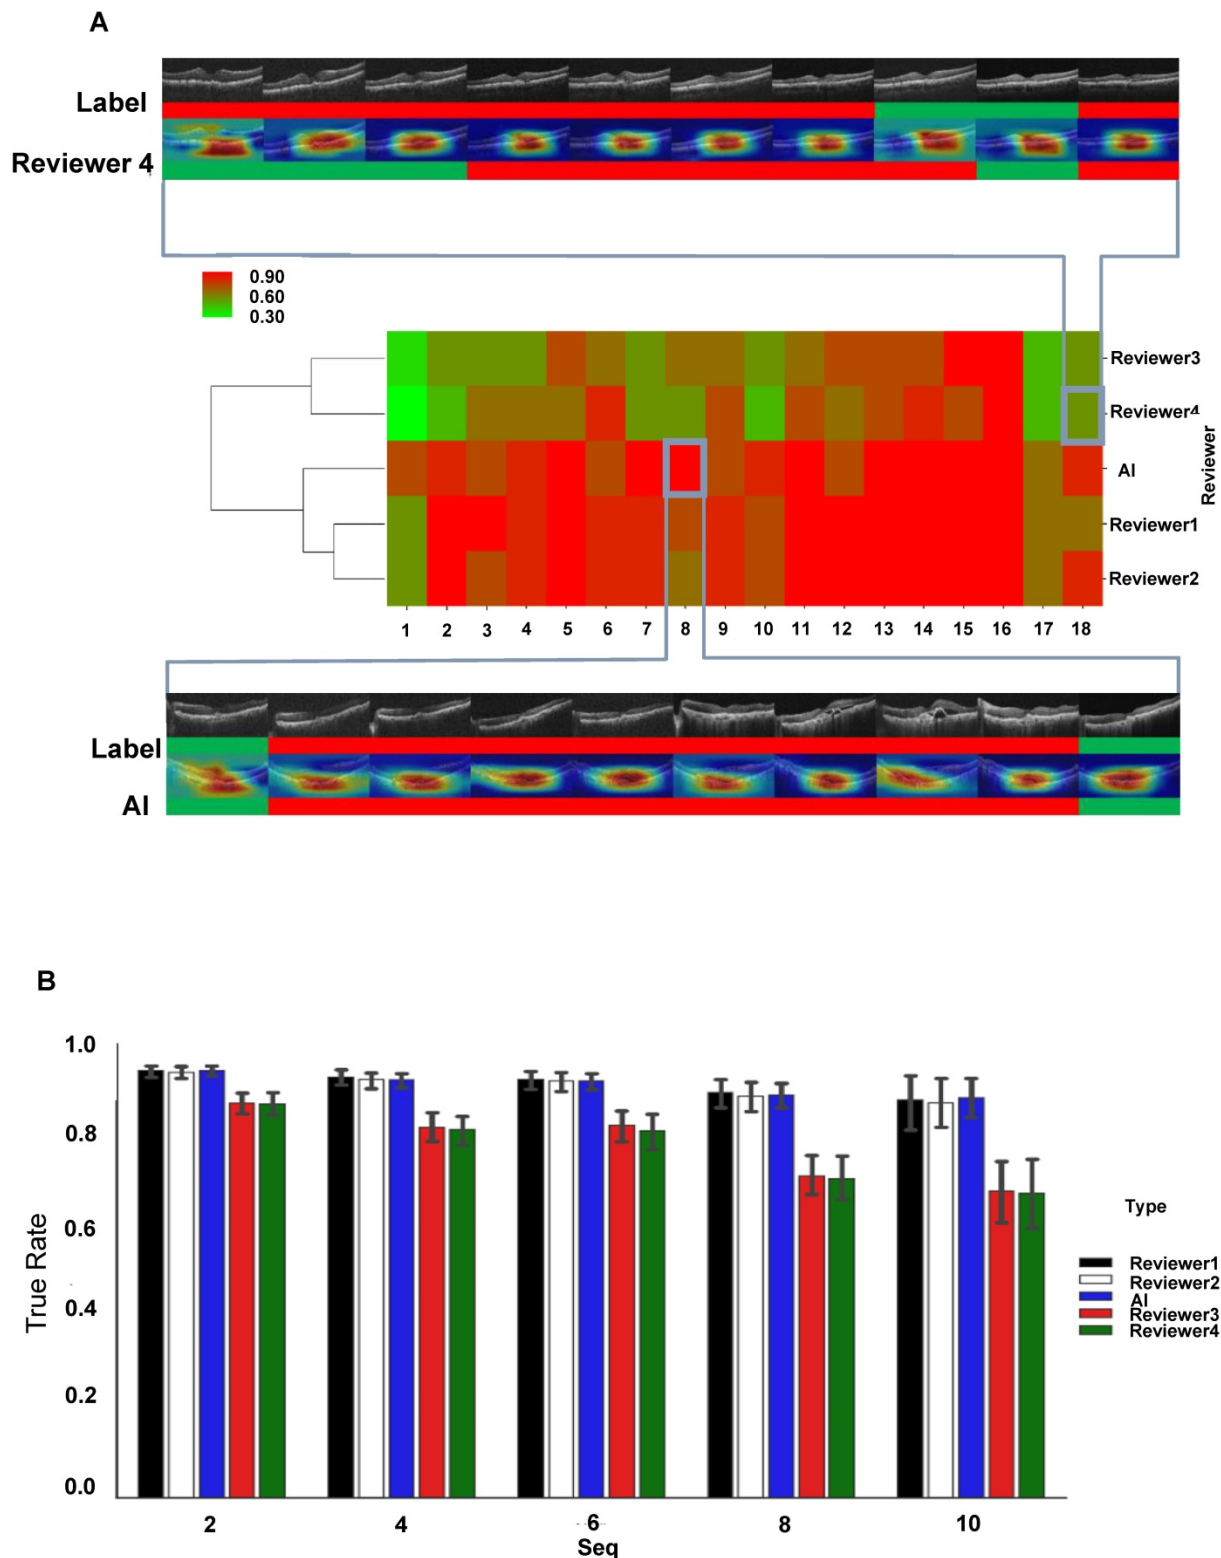 A
Label
Reviewer 4
0.90
0.60
0.30
Reviewer3
Reviewer4
AI
Reviewer1
Reviewer2
Reviewer
1 2 3 4 5 6 7 8 9 10 11 12 13 14 15 16 17 18
Label
AI
B
1.0
0.8
0.6
0.4
0.2
0.0
True Rate
2 4 6 8 10
Seq
Type
Reviewer1
Reviewer2
AI
Reviewer3
Reviewer4